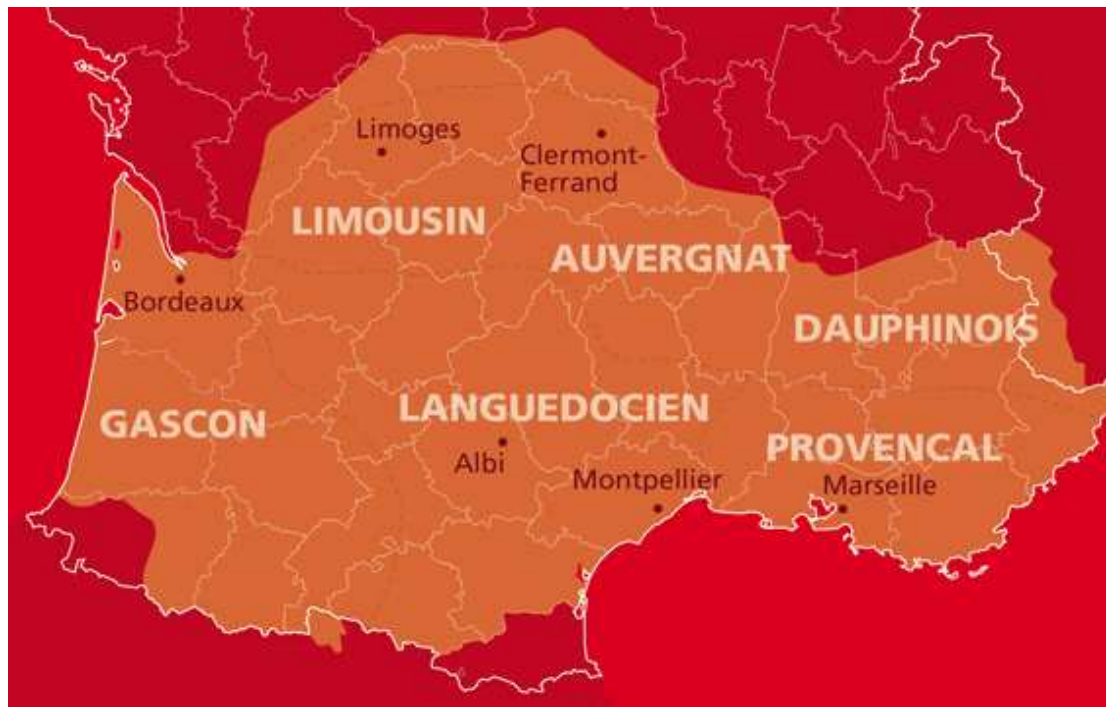 Limoges
Clermont-
Ferrand
LIMOUSIN
AUVERGNAT
Bordeaux
DAUPHINOIS
GASCON
LANGUEDOCIEN
PROVENCAL
Albi
Montpellier
Marseille